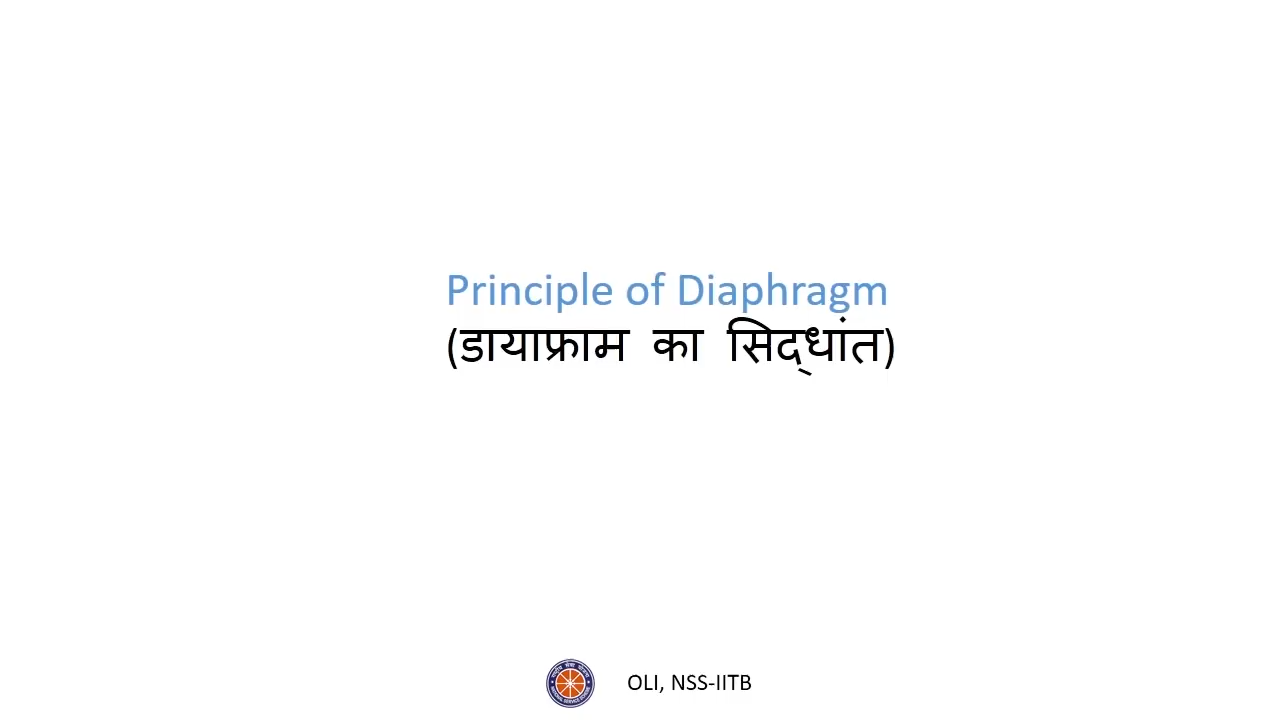 Principle of Diaphragm
(डायाफ्राम का सिद्धांत)
OLI, NSS-IITB